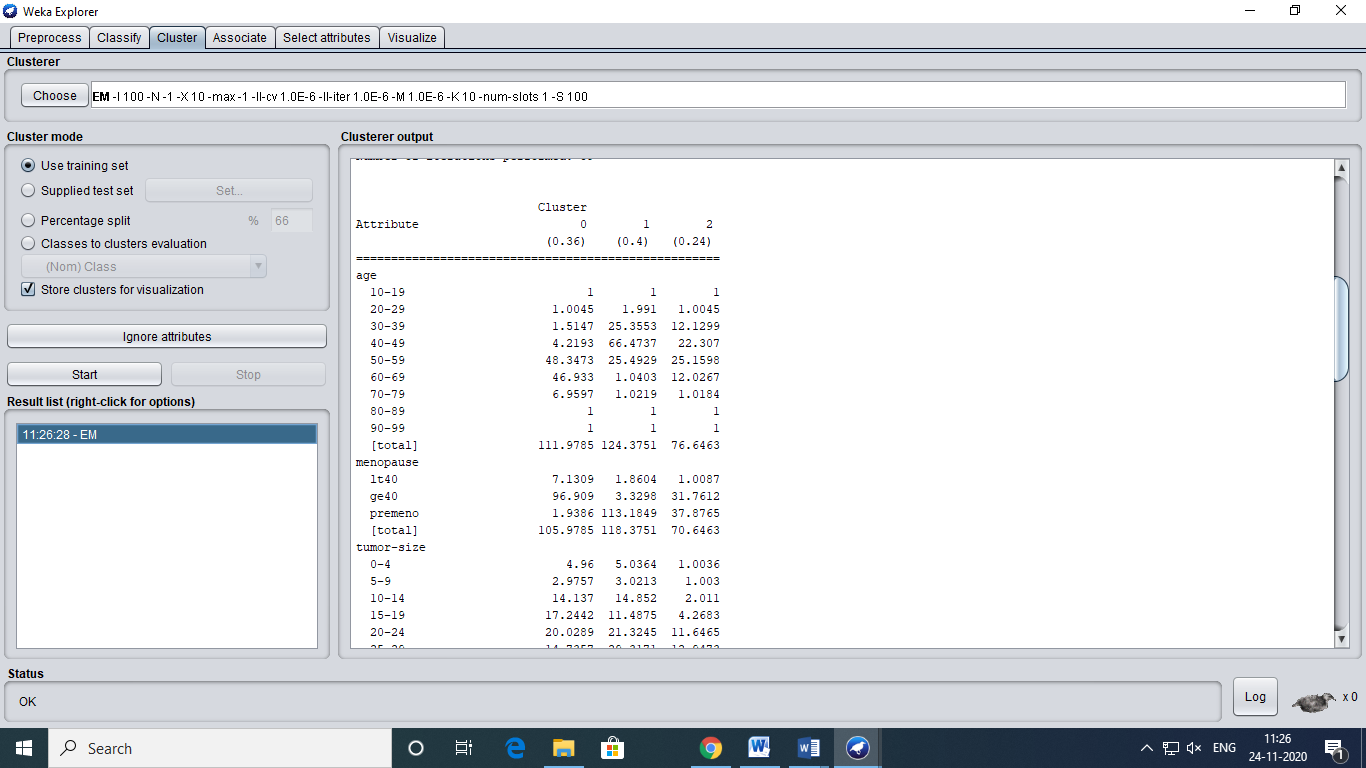 Weka Explorer
Preprocess Classify Cluster Associate Select attributes Visualize
Clusterer
Choose EM -I 100 -N -1 -X 10 -max -1 -ll-cv 1.0E-6 -ll-iter 1.0E-6 -M 1.0E-6 -K 10 -num-slots 1 -S 100
Cluster mode
Use training set
Supplied test set Set...
Percentage split % 66
Classes to clusters evaluation
(Nom) Class
Store clusters for visualization
Ignore attributes
Start Stop
Result list (right-click for options)
11:26:28 - EM
Clusterer output
Cluster
Attribute 0 1 2
(0.36) (0.4) (0.24)
====================================================
age
10-19 1 1 1
20-29 1.0045 1.991 1.0045
30-39 1.5147 25.3553 12.1299
40-49 4.2193 66.4737 22.307
50-59 48.3473 25.4929 25.1598
60-69 46.933 1.0403 12.0267
70-79 6.9597 1.0219 1.0184
80-89 1 1 1
90-99 1 1 1
[total] 111.9785 124.3751 76.6463
menopause
lt40 7.1309 1.8604 1.0087
ge40 96.909 3.3298 31.7612
premeno 1.9386 113.1849 37.8765
[total] 105.9785 118.3751 70.6463
tumor-size
0-4 4.96 5.0364 1.0036
5-9 2.9757 3.0213 1.003
10-14 14.137 14.852 2.011
15-19 17.2442 11.4875 4.2683
20-24 20.0289 21.3245 11.6465
Status
OK
Log x 0
Search
ENG
11:26
24-11-2020
1